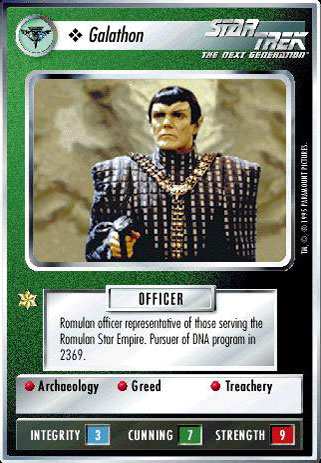 ❖ Galathon
STAR TREK
THE NEXT GENERATION™
TM, ©, ® 1995 PARAMOUNT PICTURES.
OFFICER
Romulan officer representative of those serving the
Romulan Star Empire. Pursuer of DNA program in
2369.
Archaeology Greed Treachery
INTEGRITY 3 CUNNING 7 STRENGTH 9